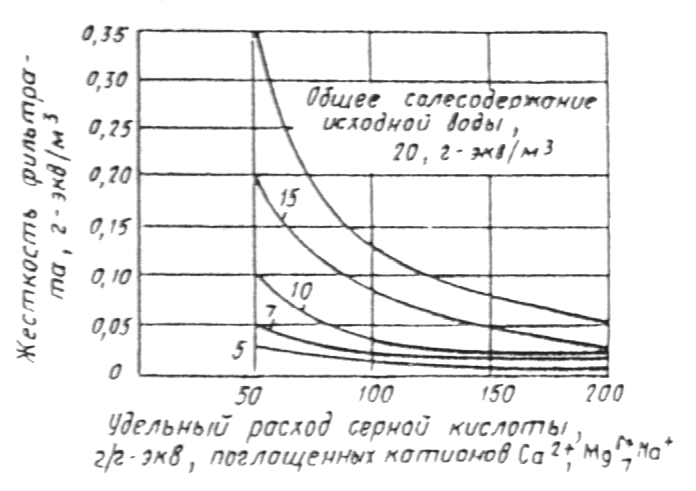 Жесткость фильтра-
та, г-экв/м³
0,35
0,30
0,25
0,20
0,15
0,10
0,05
0
Общее солесодержание
исходной воды,
20, г-экв/м³
15
10
7
5
50 100 150 200
Удельный расход серной кислоты,
г/г-экв, поглащенных катионов Ca²⁺, Mg Na⁺